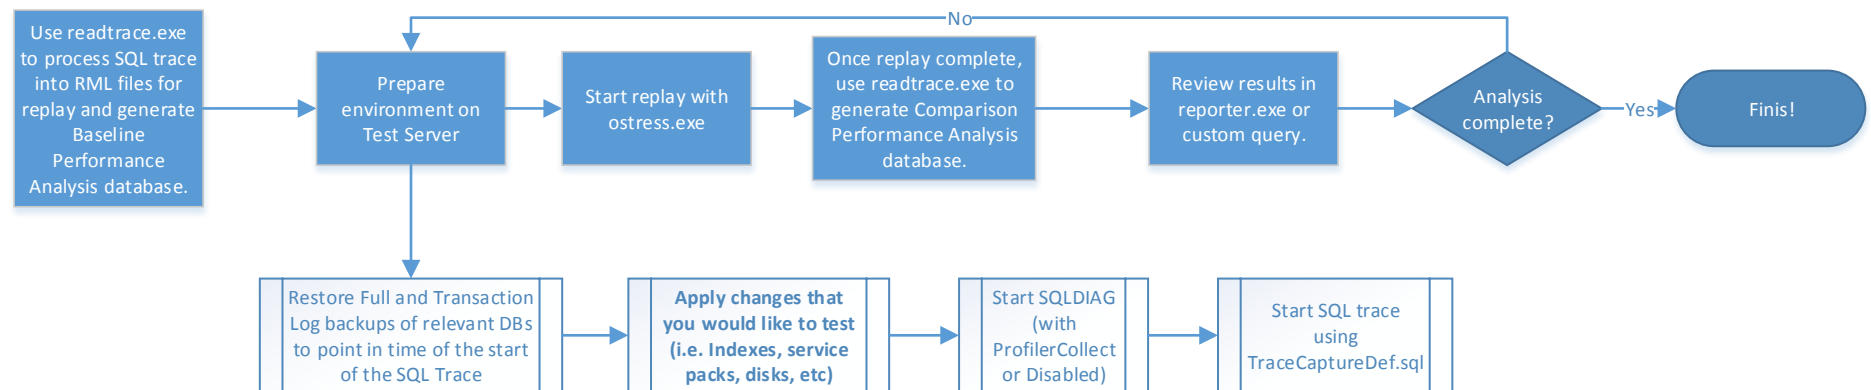 Use readtrace.exe
to process SQL trace
into RML files for
replay and generate
Baseline
Performance
Analysis database.
Prepare
environment on
Test Server
Start replay with
ostress.exe
Once replay complete,
use readtrace.exe to
generate Comparison
Performance Analysis
database.
Review results in
reporter.exe or
custom query.
No
Analysis
complete?
Yes
Finis!
Restore Full and Transaction
Log backups of relevant DBs
to point in time of the start
of the SQL Trace
Apply changes that
you would like to test
(i.e. Indexes, service
packs, disks, etc)
Start SQLDIAG
(with
ProfilerCollect
or Disabled)
Start SQL trace
using
TraceCaptureDef.sql